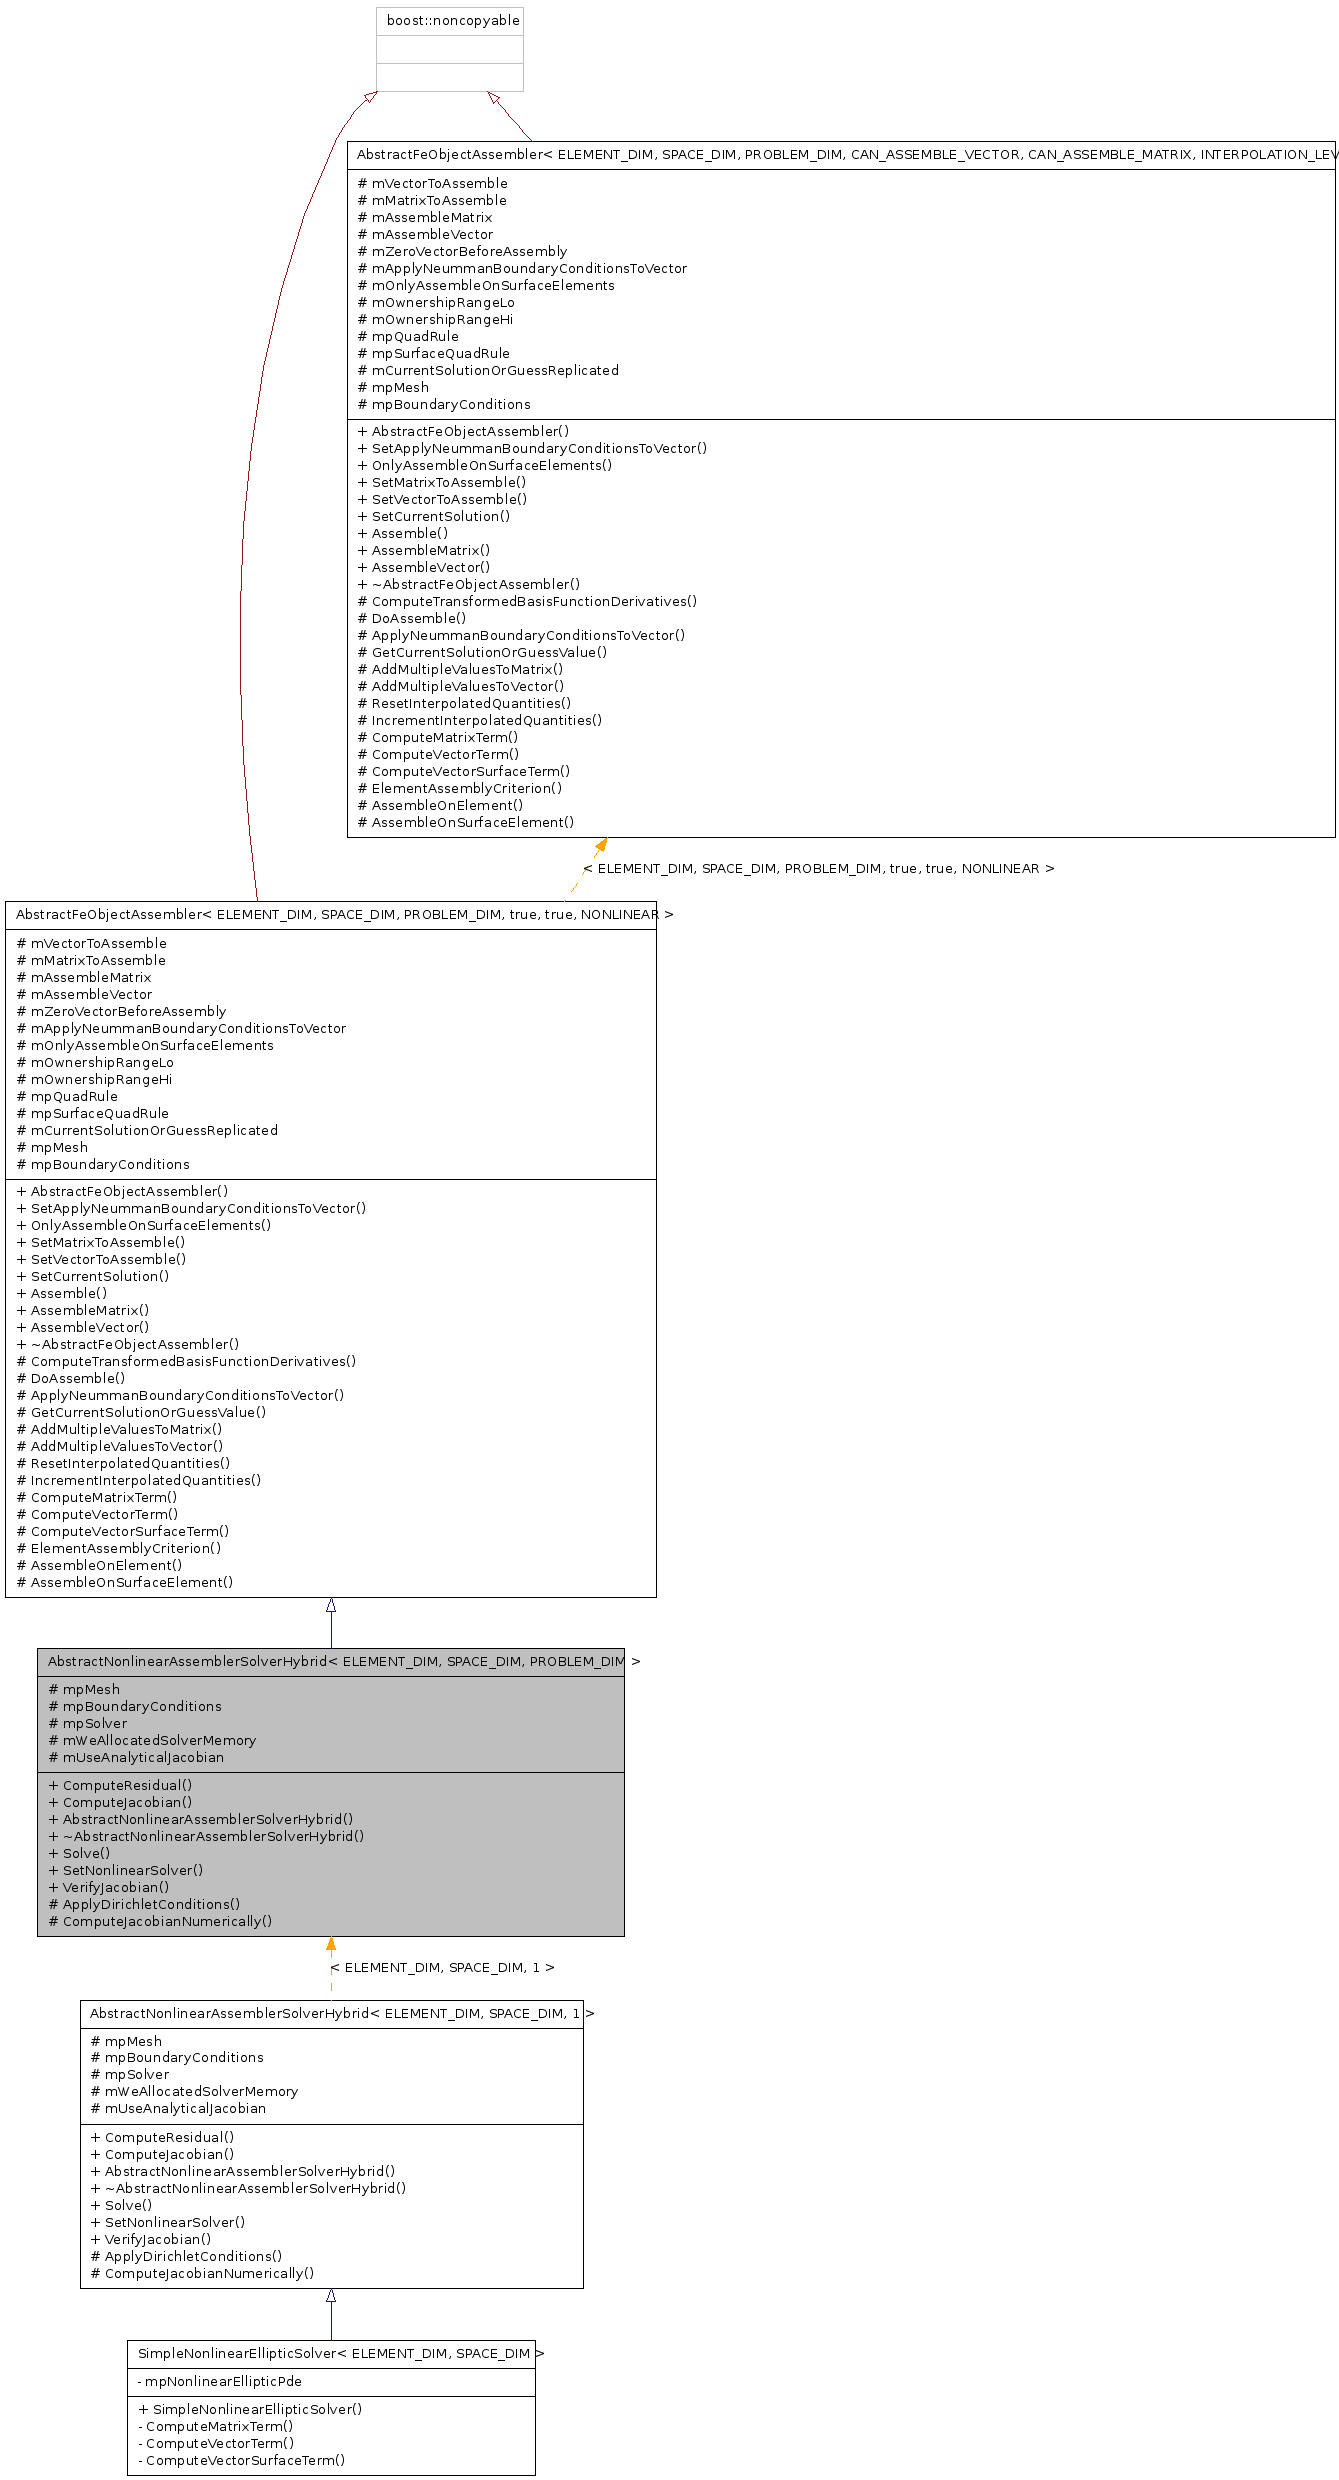 boost::noncopyable
AbstractFeObjectAssembler< ELEMENT_DIM, SPACE_DIM, PROBLEM_DIM, CAN_ASSEMBLE_VECTOR, CAN_ASSEMBLE_MATRIX, INTERPOLATION_LEV
# mVectorToAssemble
# mMatrixToAssemble
# mAssembleMatrix
# mAssembleVector
# mZeroVectorBeforeAssembly
# mApplyNeummanBoundaryConditionsToVector
# mOnlyAssembleOnSurfaceElements
# mOwnershipRangeLo
# mOwnershipRangeHi
# mpQuadRule
# mpSurfaceQuadRule
# mCurrentSolutionOrGuessReplicated
# mpMesh
# mpBoundaryConditions
+ AbstractFeObjectAssembler()
+ SetApplyNeummanBoundaryConditionsToVector()
+ OnlyAssembleOnSurfaceElements()
+ SetMatrixToAssemble()
+ SetVectorToAssemble()
+ SetCurrentSolution()
+ Assemble()
+ AssembleMatrix()
+ AssembleVector()
+ ~AbstractFeObjectAssembler()
# ComputeTransformedBasisFunctionDerivatives()
# DoAssemble()
# ApplyNeummanBoundaryConditionsToVector()
# GetCurrentSolutionOrGuessValue()
# AddMultipleValuesToMatrix()
# AddMultipleValuesToVector()
# ResetInterpolatedQuantities()
# IncrementInterpolatedQuantities()
# ComputeMatrixTerm()
# ComputeVectorTerm()
# ComputeVectorSurfaceTerm()
# ElementAssemblyCriterion()
# AssembleOnElement()
# AssembleOnSurfaceElement()
< ELEMENT_DIM, SPACE_DIM, PROBLEM_DIM, true, true, NONLINEAR >
AbstractFeObjectAssembler< ELEMENT_DIM, SPACE_DIM, PROBLEM_DIM, true, true, NONLINEAR >
# mVectorToAssemble
# mMatrixToAssemble
# mAssembleMatrix
# mAssembleVector
# mZeroVectorBeforeAssembly
# mApplyNeummanBoundaryConditionsToVector
# mOnlyAssembleOnSurfaceElements
# mOwnershipRangeLo
# mOwnershipRangeHi
# mpQuadRule
# mpSurfaceQuadRule
# mCurrentSolutionOrGuessReplicated
# mpMesh
# mpBoundaryConditions
+ AbstractFeObjectAssembler()
+ SetApplyNeummanBoundaryConditionsToVector()
+ OnlyAssembleOnSurfaceElements()
+ SetMatrixToAssemble()
+ SetVectorToAssemble()
+ SetCurrentSolution()
+ Assemble()
+ AssembleMatrix()
+ AssembleVector()
+ ~AbstractFeObjectAssembler()
# ComputeTransformedBasisFunctionDerivatives()
# DoAssemble()
# ApplyNeummanBoundaryConditionsToVector()
# GetCurrentSolutionOrGuessValue()
# AddMultipleValuesToMatrix()
# AddMultipleValuesToVector()
# ResetInterpolatedQuantities()
# IncrementInterpolatedQuantities()
# ComputeMatrixTerm()
# ComputeVectorTerm()
# ComputeVectorSurfaceTerm()
# ElementAssemblyCriterion()
# AssembleOnElement()
# AssembleOnSurfaceElement()
AbstractNonlinearAssemblerSolverHybrid< ELEMENT_DIM, SPACE_DIM, PROBLEM_DIM >
# mpMesh
# mpBoundaryConditions
# mpSolver
# mWeAllocatedSolverMemory
# mUseAnalyticalJacobian
+ ComputeResidual()
+ ComputeJacobian()
+ AbstractNonlinearAssemblerSolverHybrid()
+ ~AbstractNonlinearAssemblerSolverHybrid()
+ Solve()
+ SetNonlinearSolver()
+ VerifyJacobian()
# ApplyDirichletConditions()
# ComputeJacobianNumerically()
< ELEMENT_DIM, SPACE_DIM, 1 >
AbstractNonlinearAssemblerSolverHybrid< ELEMENT_DIM, SPACE_DIM, 1 >
# mpMesh
# mpBoundaryConditions
# mpSolver
# mWeAllocatedSolverMemory
# mUseAnalyticalJacobian
+ ComputeResidual()
+ ComputeJacobian()
+ AbstractNonlinearAssemblerSolverHybrid()
+ ~AbstractNonlinearAssemblerSolverHybrid()
+ Solve()
+ SetNonlinearSolver()
+ VerifyJacobian()
# ApplyDirichletConditions()
# ComputeJacobianNumerically()
SimpleNonlinearEllipticSolver< ELEMENT_DIM, SPACE_DIM >
- mpNonlinearEllipticPde
+ SimpleNonlinearEllipticSolver()
- ComputeMatrixTerm()
- ComputeVectorTerm()
- ComputeVectorSurfaceTerm()